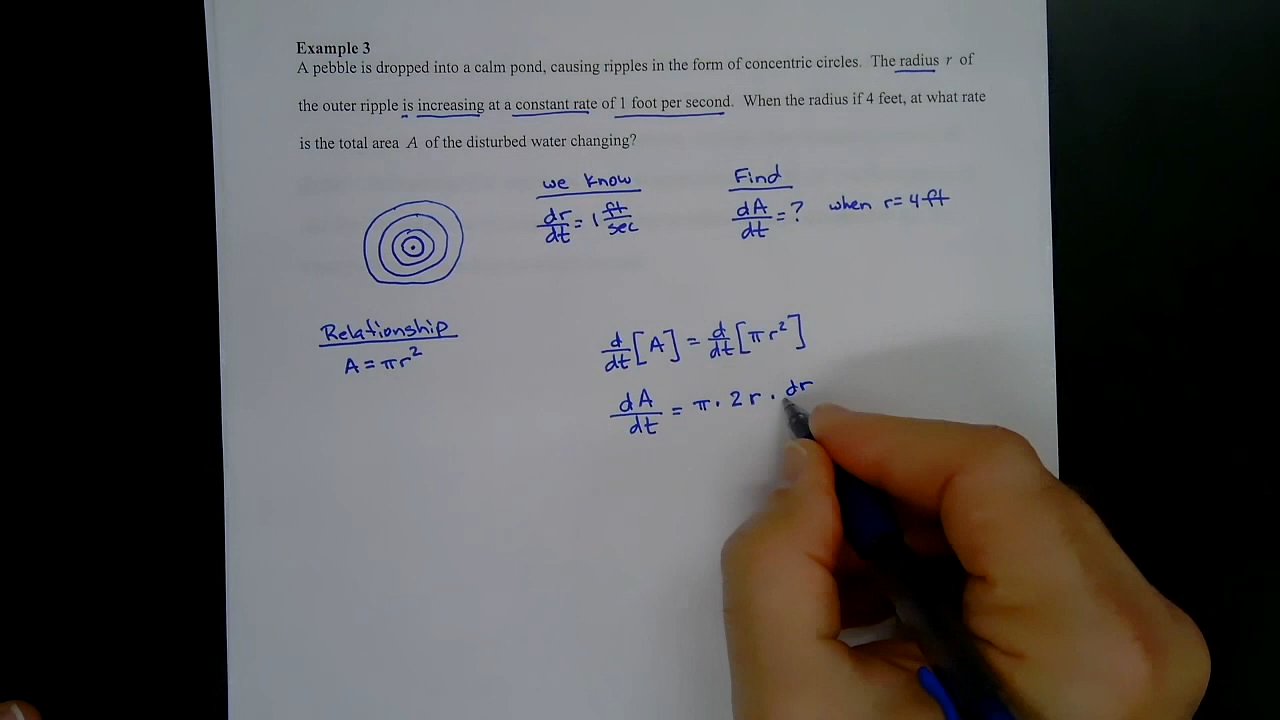 Example 3
A pebble is dropped into a calm pond, causing ripples in the form of concentric circles. The radius r of
the outer ripple is increasing at a constant rate of 1 foot per second. When the radius if 4 feet, at what rate
is the total area A of the disturbed water changing?
we know
dr/dt = 1 ft/sec
Find
dA/dt = ? when r = 4 ft
Relationship
A = πr²
d/dt [A] = d/dt [πr²]
dA/dt = π · 2r · dr